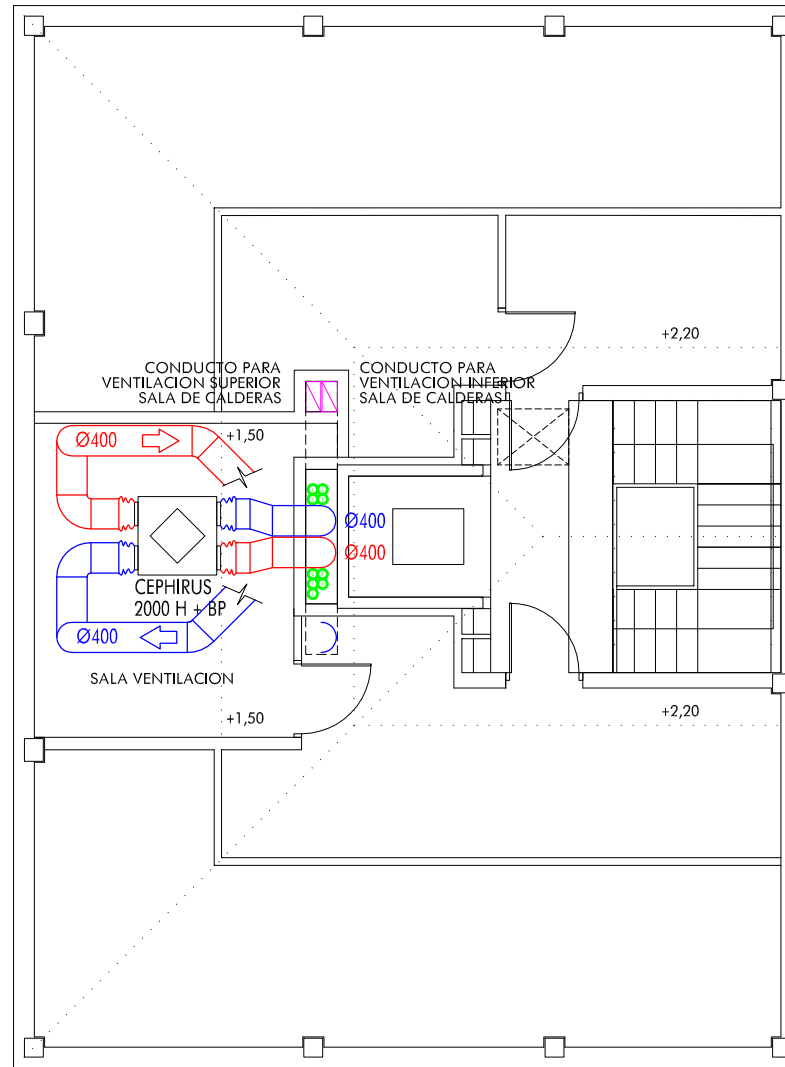 +2,20
CONDUCTO PARA
VENTILACION SUPERIOR
SALA DE CALDERAS
CONDUCTO PARA
VENTILACION INFERIOR
SALA DE CALDERAS
Ø400
+1,50
Ø400
Ø400
CEPHIRUS
2000 H + BP
Ø400
SALA VENTILACION
+1,50
+2,20